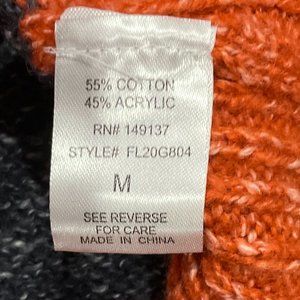 55% COTTON
45% ACRYLIC
RN# 149137
STYLE# FL20G804
M
SEE REVERSE
FOR CARE
MADE IN CHINA